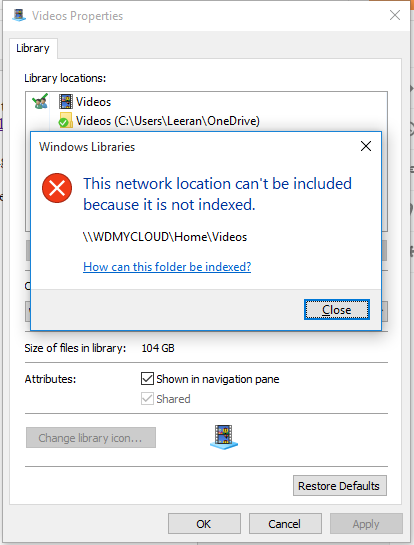 Videos Properties
Library
Library locations:
Videos
Videos (C:\Users\Leeran\OneDrive)
Windows Libraries
This network location can't be included
because it is not indexed.
\\WDMYCLOUD\Home\Videos
How can this folder be indexed?
Close
Size of files in library: 104 GB
Attributes: Shown in navigation pane
Shared
Change library icon...
Restore Defaults
OK Cancel Apply